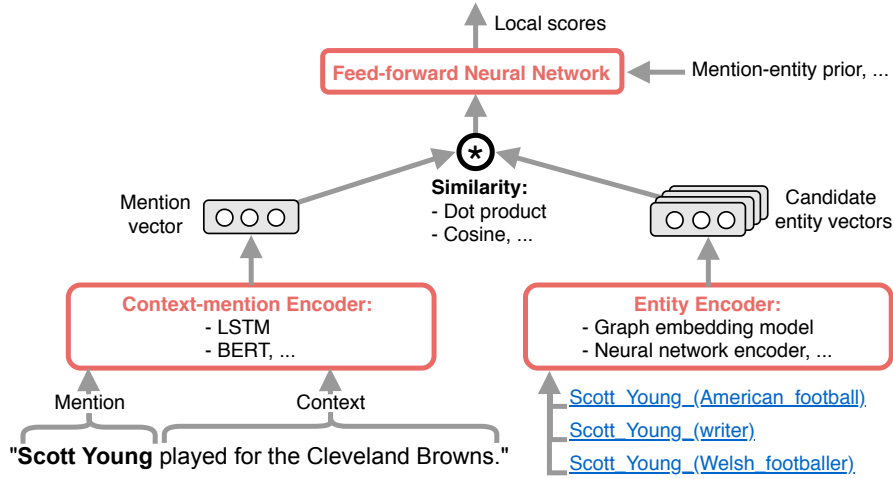 Local scores
Feed-forward Neural Network
Mention-entity prior, ...
*
Similarity:
- Dot product
- Cosine, ...
Mention
vector
Candidate
entity vectors
Context-mention Encoder:
- LSTM
- BERT, ...
Entity Encoder:
- Graph embedding model
- Neural network encoder, ...
Mention
Context
"Scott Young played for the Cleveland Browns."
Scott_Young_(American_football)
Scott_Young_(writer)
Scott_Young_(Welsh_footballer)